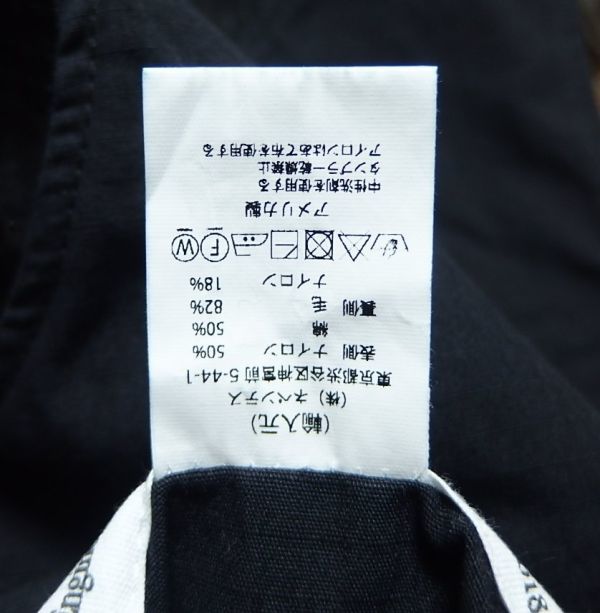 (輸入元)
(株) ネペンテス
東京都渋谷区神宮前 5-44-1
表側 ナイロン 50%
綿 50%
裏側 毛 82%
ナイロン 18%
W F
アメリカ製
中性洗剤を使用する
タンブラー乾燥禁止
アイロンはあて布を使用する
Engin